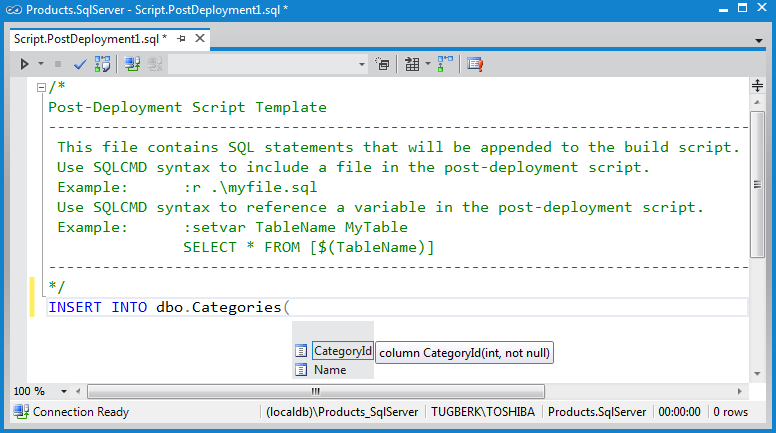 Products.SqlServer - Script.PostDeployment1.sql *
Script.PostDeployment1.sql *
/*
Post-Deployment Script Template
--------------------------------------------------------------------------------------
This file contains SQL statements that will be appended to the build script.
Use SQLCMD syntax to include a file in the post-deployment script.
Example:      :r .\myfile.sql
Use SQLCMD syntax to reference a variable in the post-deployment script.
Example:      :setvar TableName MyTable
SELECT * FROM [$(TableName)]
--------------------------------------------------------------------------------------
*/
INSERT INTO dbo.Categories(
CategoryId column CategoryId(int, not null)
Name
100 %
Connection Ready (localdb)\Products_SqlServer TUGBERK\TOSHIBA Products.SqlServer 00:00:00 0 rows